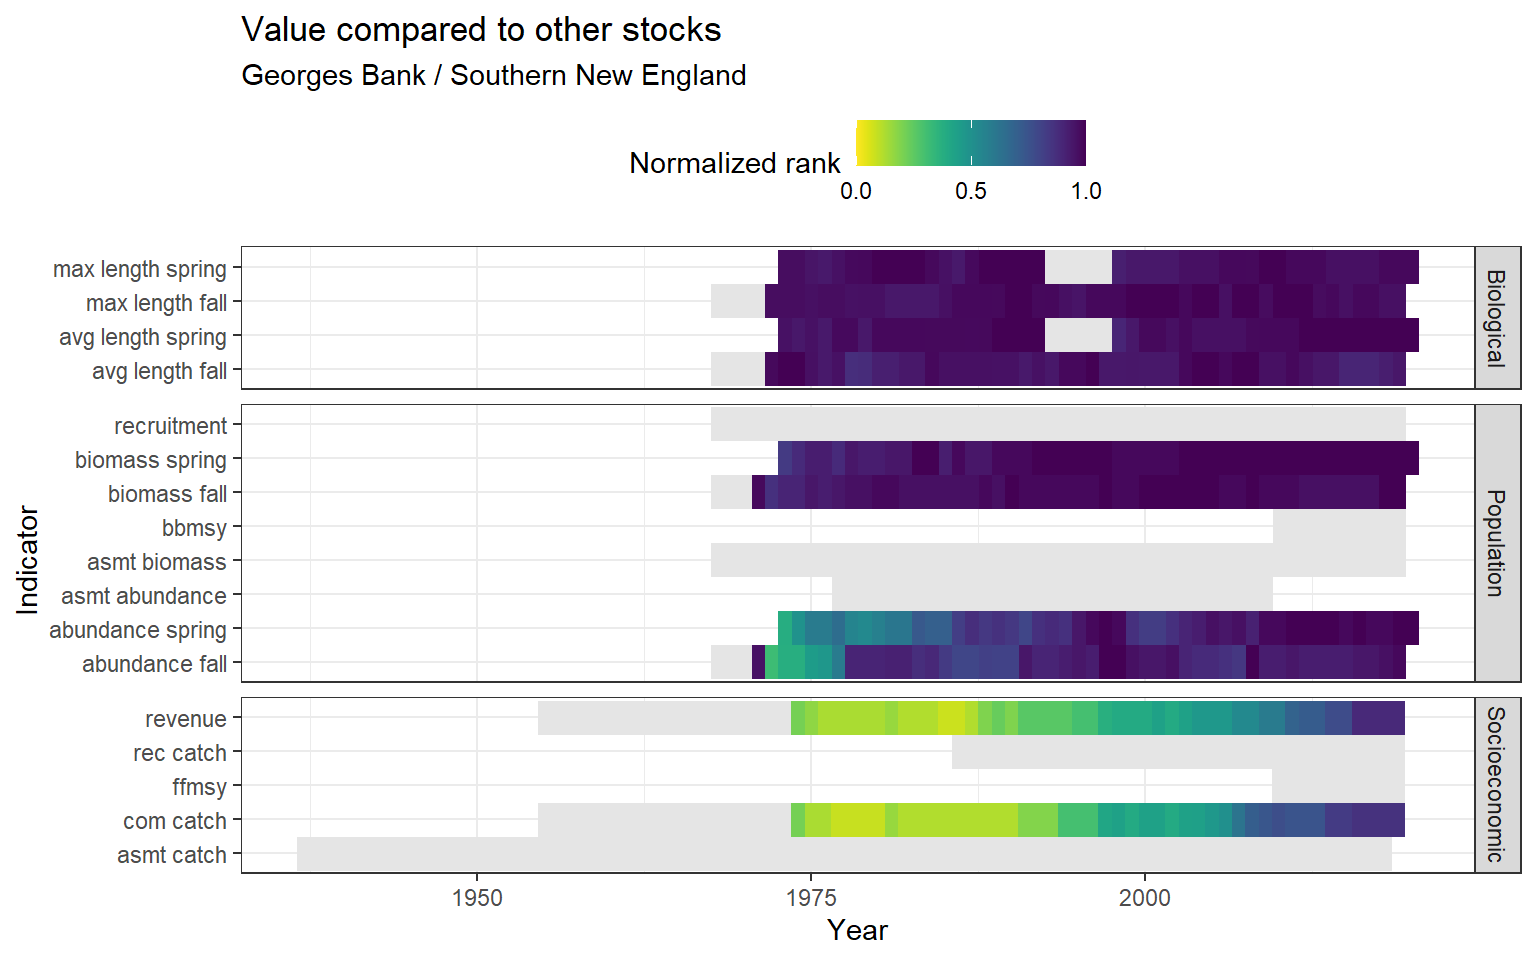 Value compared to other stocks
Georges Bank / Southern New England
Normalized rank
0.0 0.5 1.0
max length spring
max length fall
avg length spring
avg length fall
Biological
recruitment
biomass spring
biomass fall
bbmsy
asmt biomass
asmt abundance
abundance spring
abundance fall
Population
revenue
rec catch
ffmsy
com catch
asmt catch
Socioeconomic
Indicator
1950 1975 2000
Year